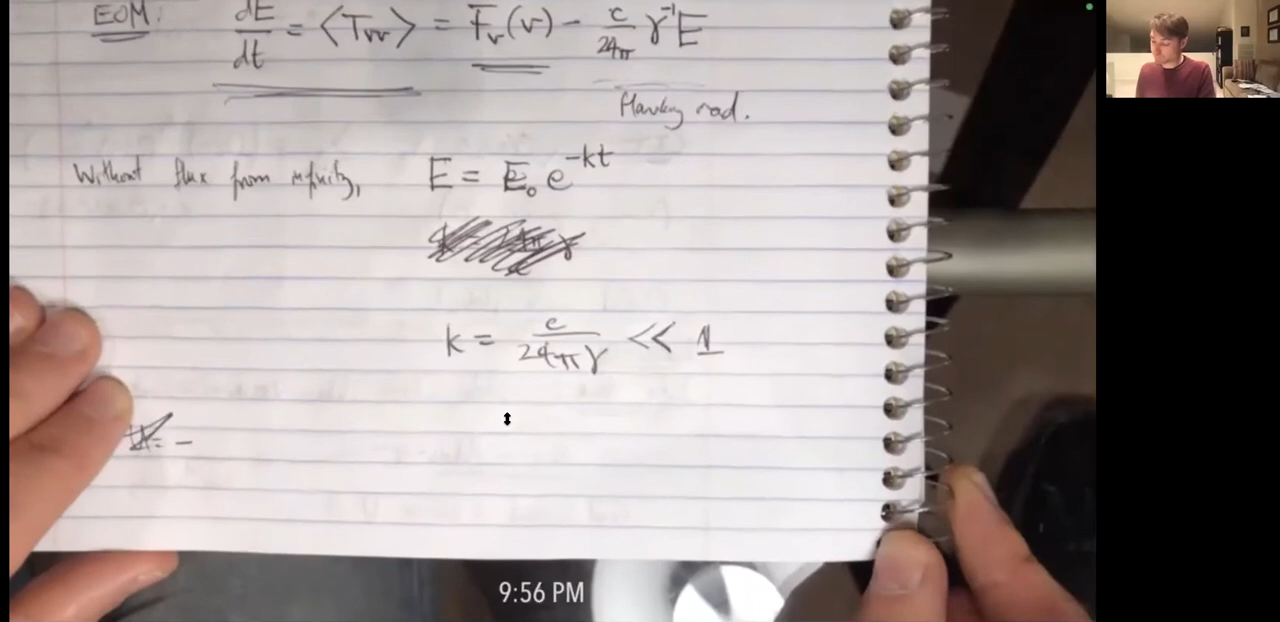 EOM: dE/dt = ⟨T_vv⟩ = F_v(v) - c/24π γ⁻¹E
Hawking rad.
Without flux from infinity, E = E₀ e^{-kt}
k = c/24πγ << 1
9:56 PM